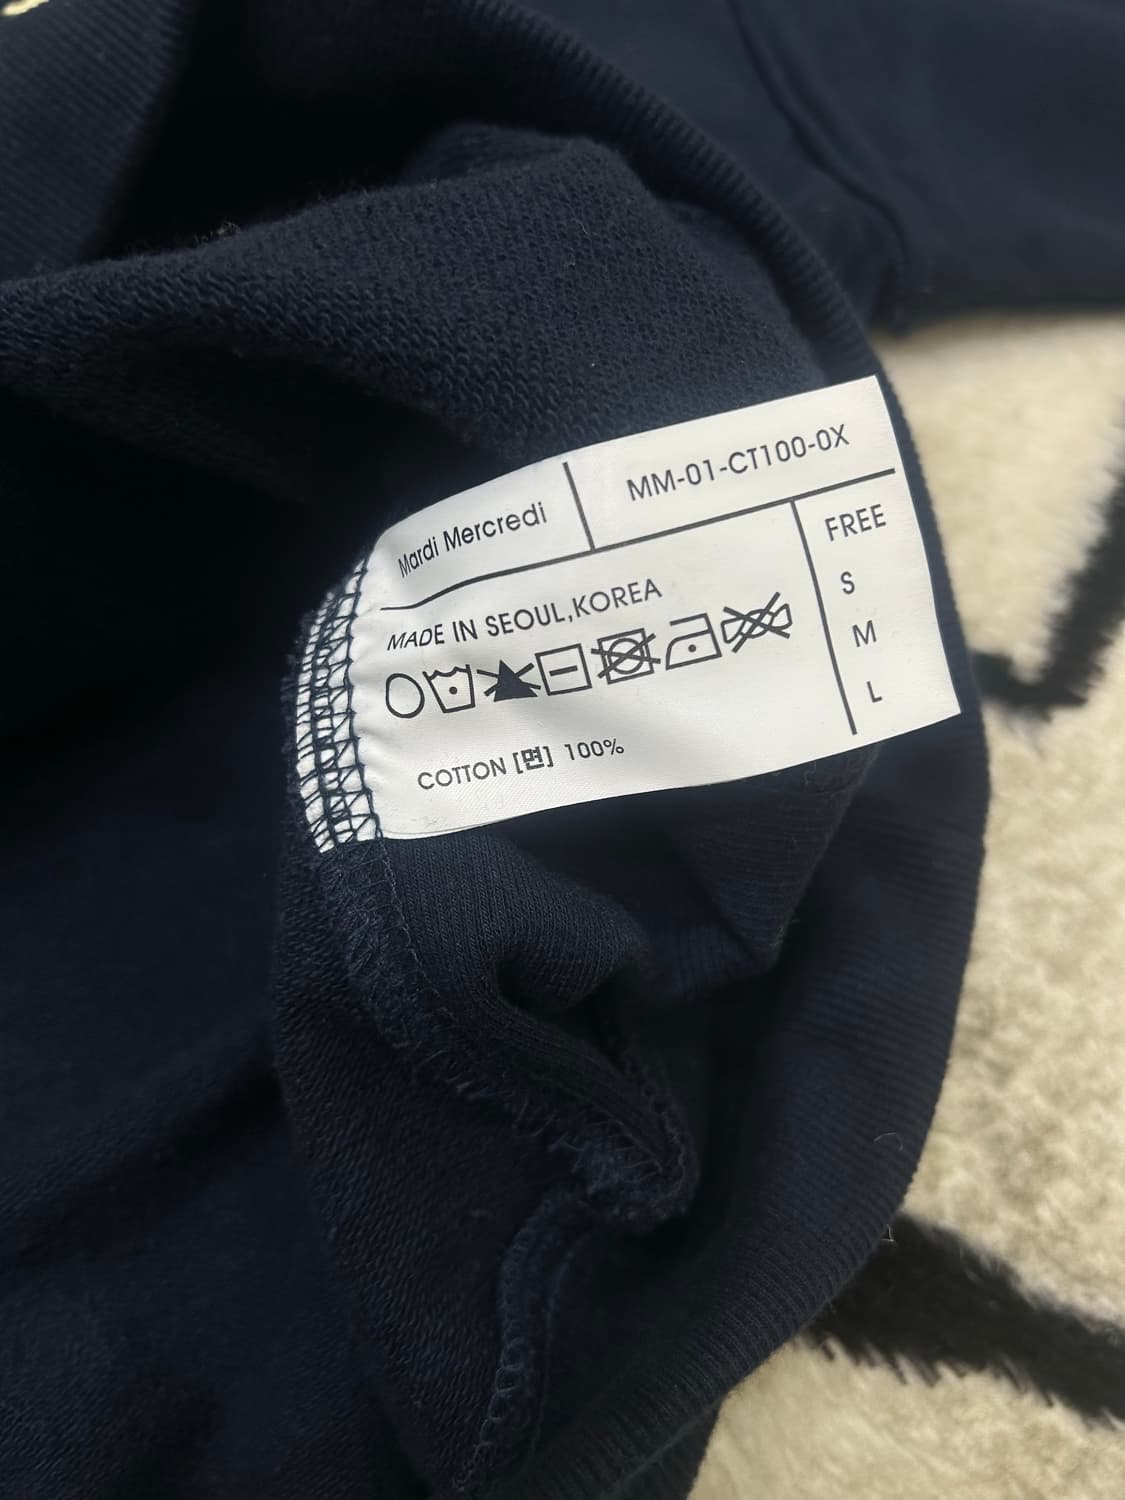 Mardi Mercredi
MM-01-CT100-0X
MADE IN SEOUL,KOREA
COTTON [면] 100%
FREE
S
M
L